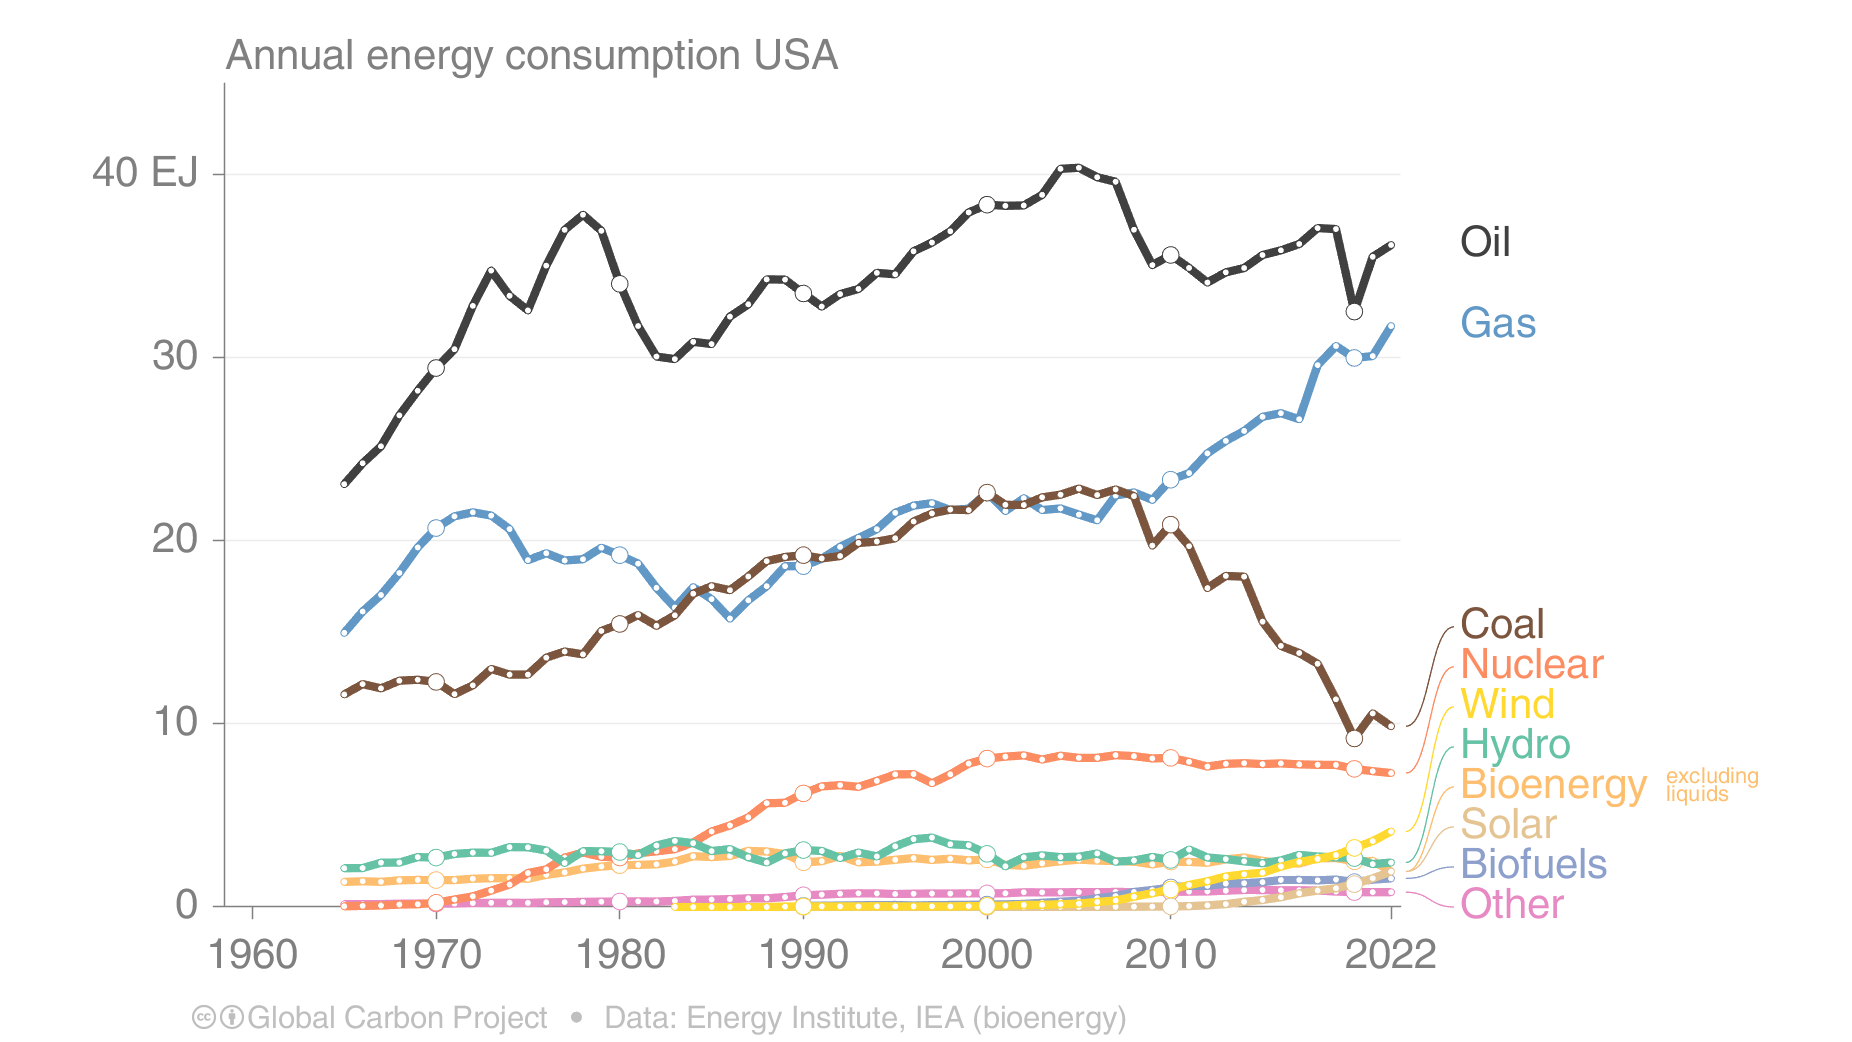 Annual energy consumption USA
40 EJ
30
20
10
0
1960 1970 1980 1990 2000 2010 2022
Oil
Gas
Coal
Nuclear
Wind
Hydro
Bioenergy excluding
liquids
Solar
Biofuels
Other
cc Global Carbon Project • Data: Energy Institute, IEA (bioenergy)